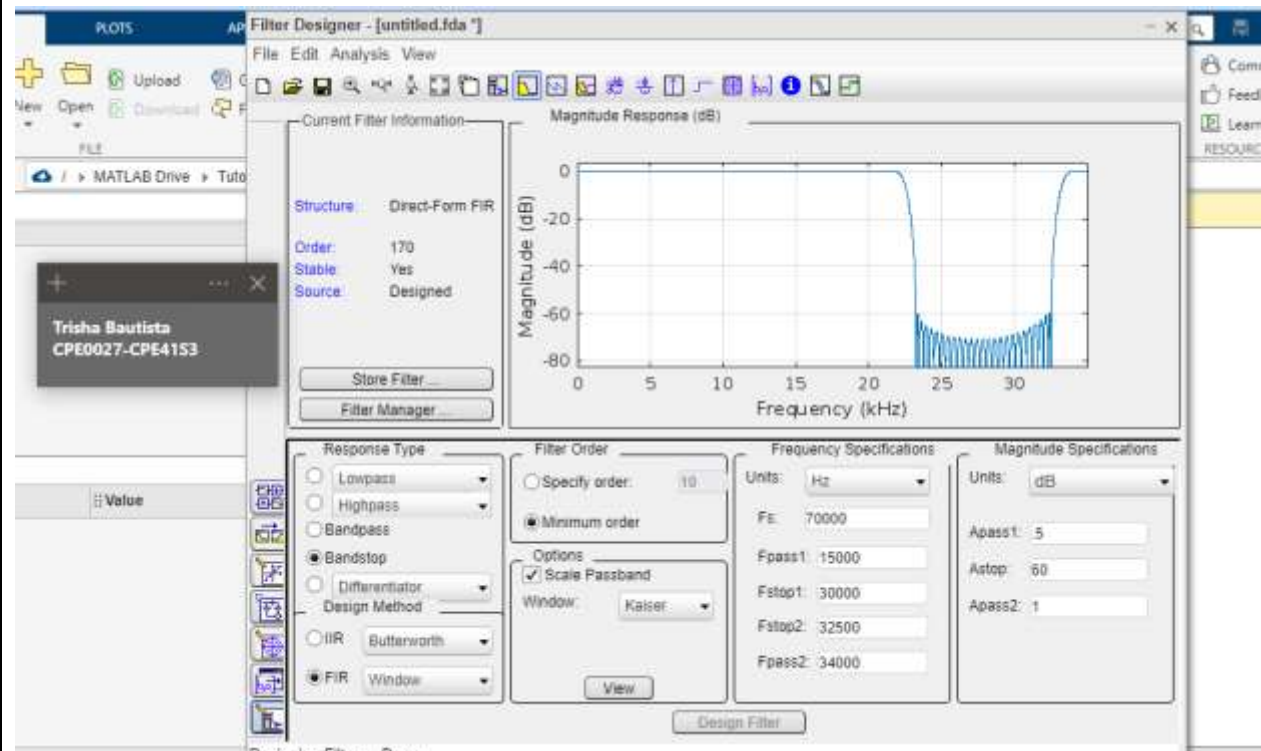 PLOTS
AP
Filter Designer - [untitled.fda *]
File Edit Analysis View
New
Open
Upload
Download
FILE
/ MATLAB Drive Tuto
Com
Feed
Learn
RESOURC
Trisha Bautista
CPE0027-CPE41S3
Value
Current Filter Information
Structure: Direct-Form FIR
Order: 170
Stable: Yes
Source: Designed
Store Filter ...
Filter Manager ...
Magnitude Response (dB)
Magnitude (dB)
0
-20
-40
-60
-80
0 5 10 15 20 25 30
Frequency (kHz)
Response Type
Lowpass
Highpass
Bandpass
Bandstop
Differentiator
Design Method
IIR Butterworth
FIR Window
Filter Order
Specify order: 10
Minimum order
Options
Scale Passband
Window: Kaiser
View
Frequency Specifications
Units: Hz
Fs: 70000
Fpass1: 15000
Fstop1: 30000
Fstop2: 32500
Fpass2: 34000
Magnitude Specifications
Units: dB
Apass1: 5
Astop: 60
Apass2: 1
Design Filter